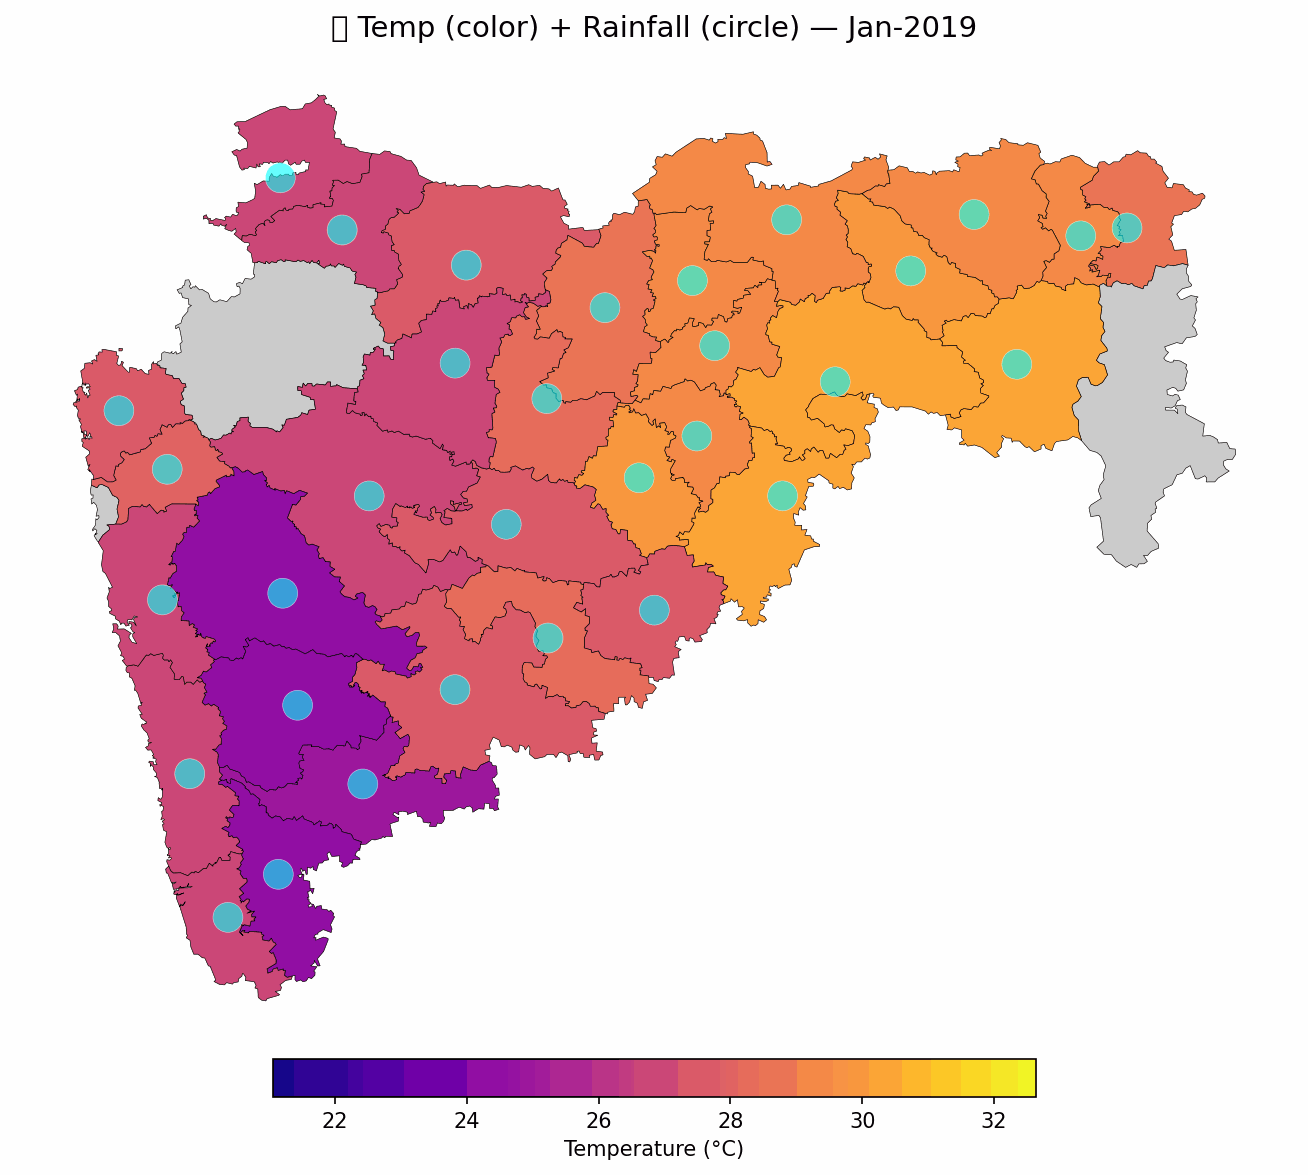 ▯ Temp (color) + Rainfall (circle) — Jan-2019
22 24 26 28 30 32
Temperature (°C)